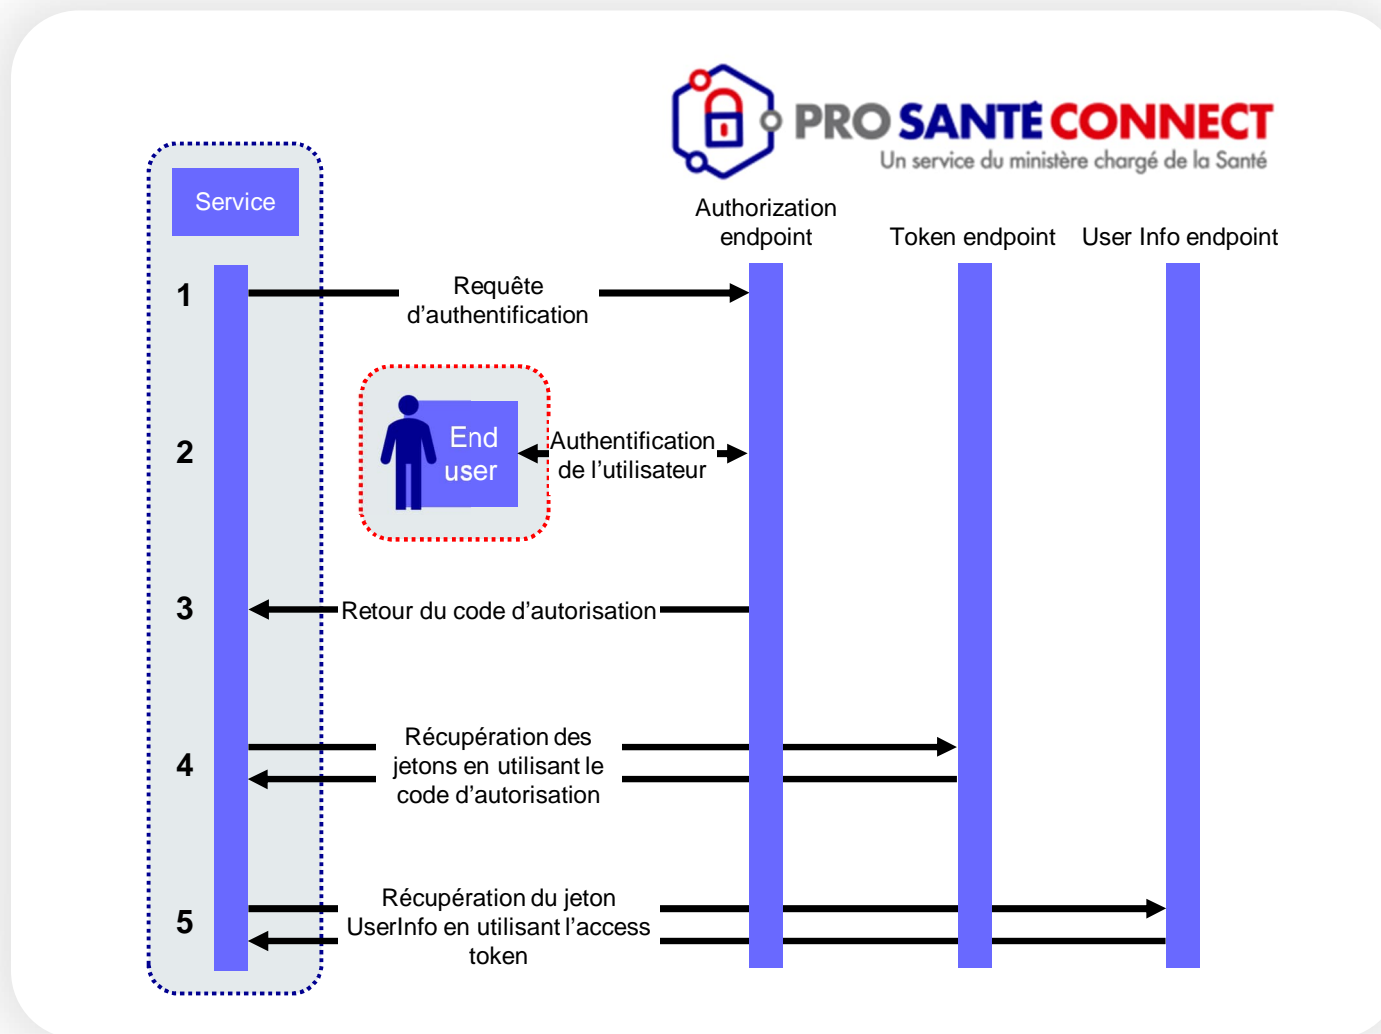 PRO SANTÉ CONNECT
Un service du ministère chargé de la Santé
Service
Authorization
endpoint
Token endpoint
User Info endpoint
1
Requête
d’authentification
2
End
user
Authentification
de l’utilisateur
3
Retour du code d’autorisation
4
Récupération des
jetons en utilisant le
code d’autorisation
5
Récupération du jeton
UserInfo en utilisant l’access
token